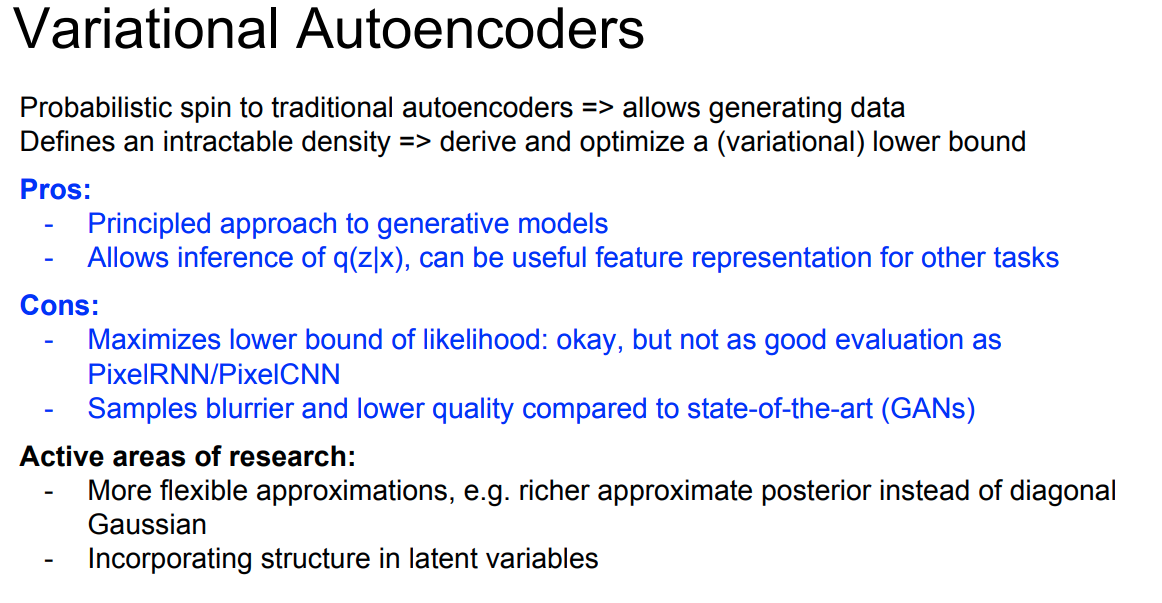 Variational Autoencoders
Probabilistic spin to traditional autoencoders => allows generating data
Defines an intractable density => derive and optimize a (variational) lower bound
Pros:
- Principled approach to generative models
- Allows inference of q(z|x), can be useful feature representation for other tasks
Cons:
- Maximizes lower bound of likelihood: okay, but not as good evaluation as
PixelRNN/PixelCNN
- Samples blurrier and lower quality compared to state-of-the-art (GANs)
Active areas of research:
- More flexible approximations, e.g. richer approximate posterior instead of diagonal
Gaussian
- Incorporating structure in latent variables